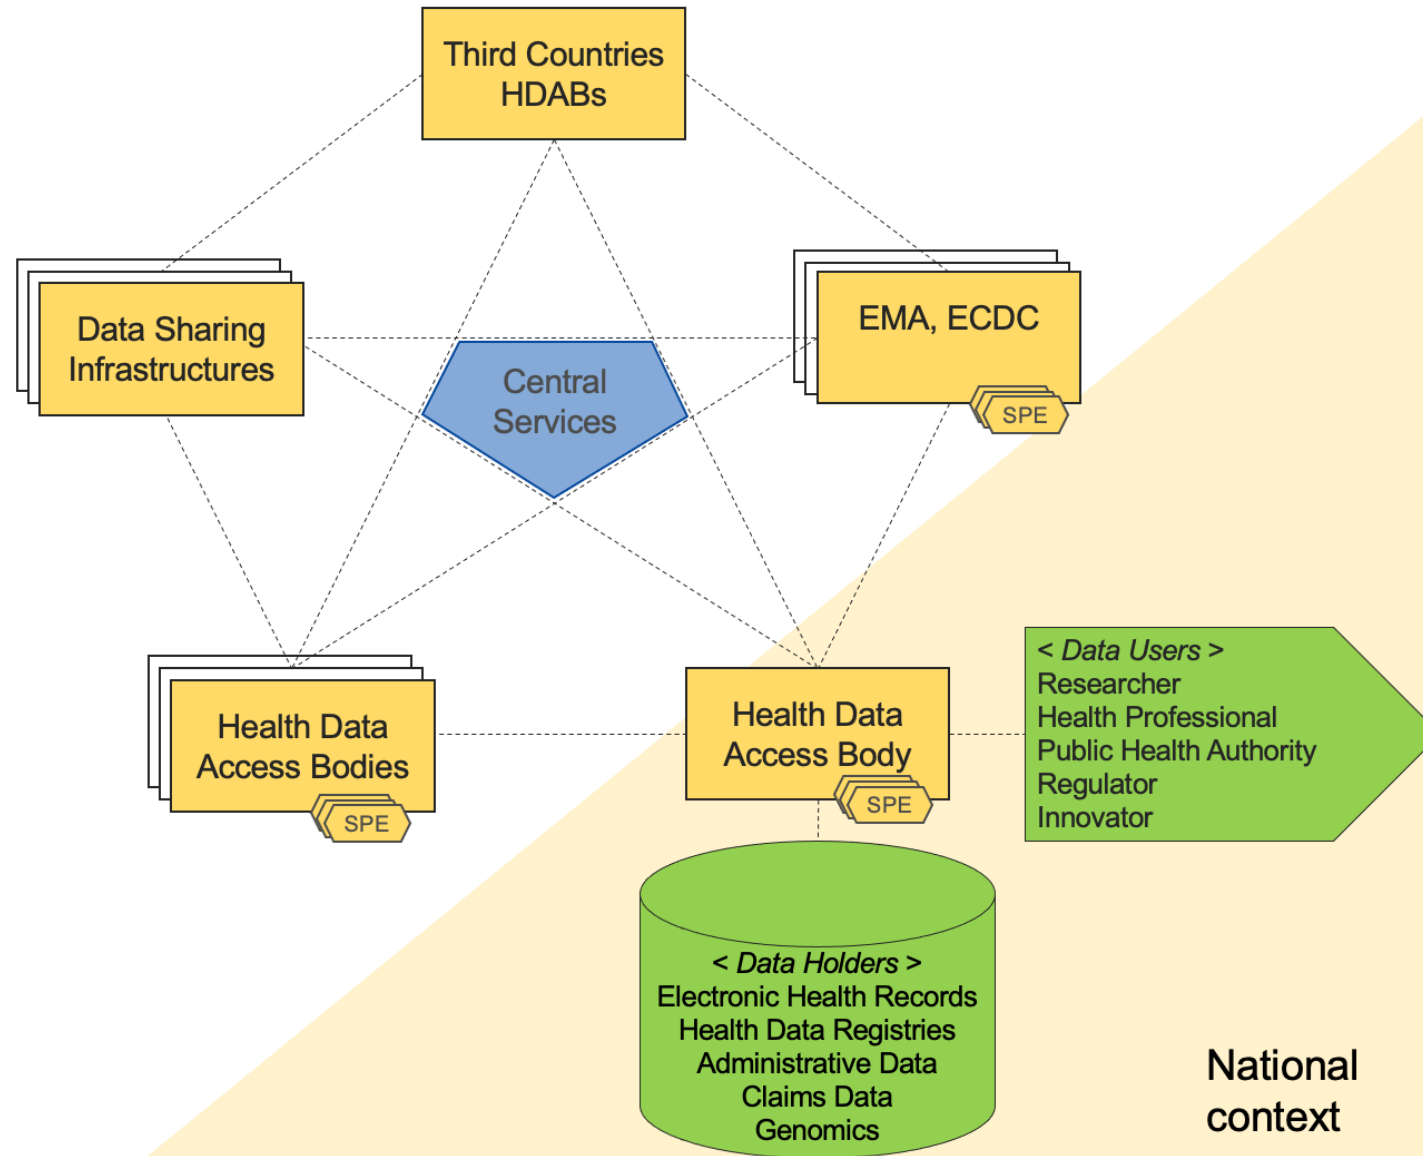 Third Countries
HDABs
Data Sharing
Infrastructures
EMA, ECDC
SPE
Central
Services
Health Data
Access Bodies
SPE
Health Data
Access Body
SPE
< Data Users >
Researcher
Health Professional
Public Health Authority
Regulator
Innovator
< Data Holders >
Electronic Health Records
Health Data Registries
Administrative Data
Claims Data
Genomics
National
context